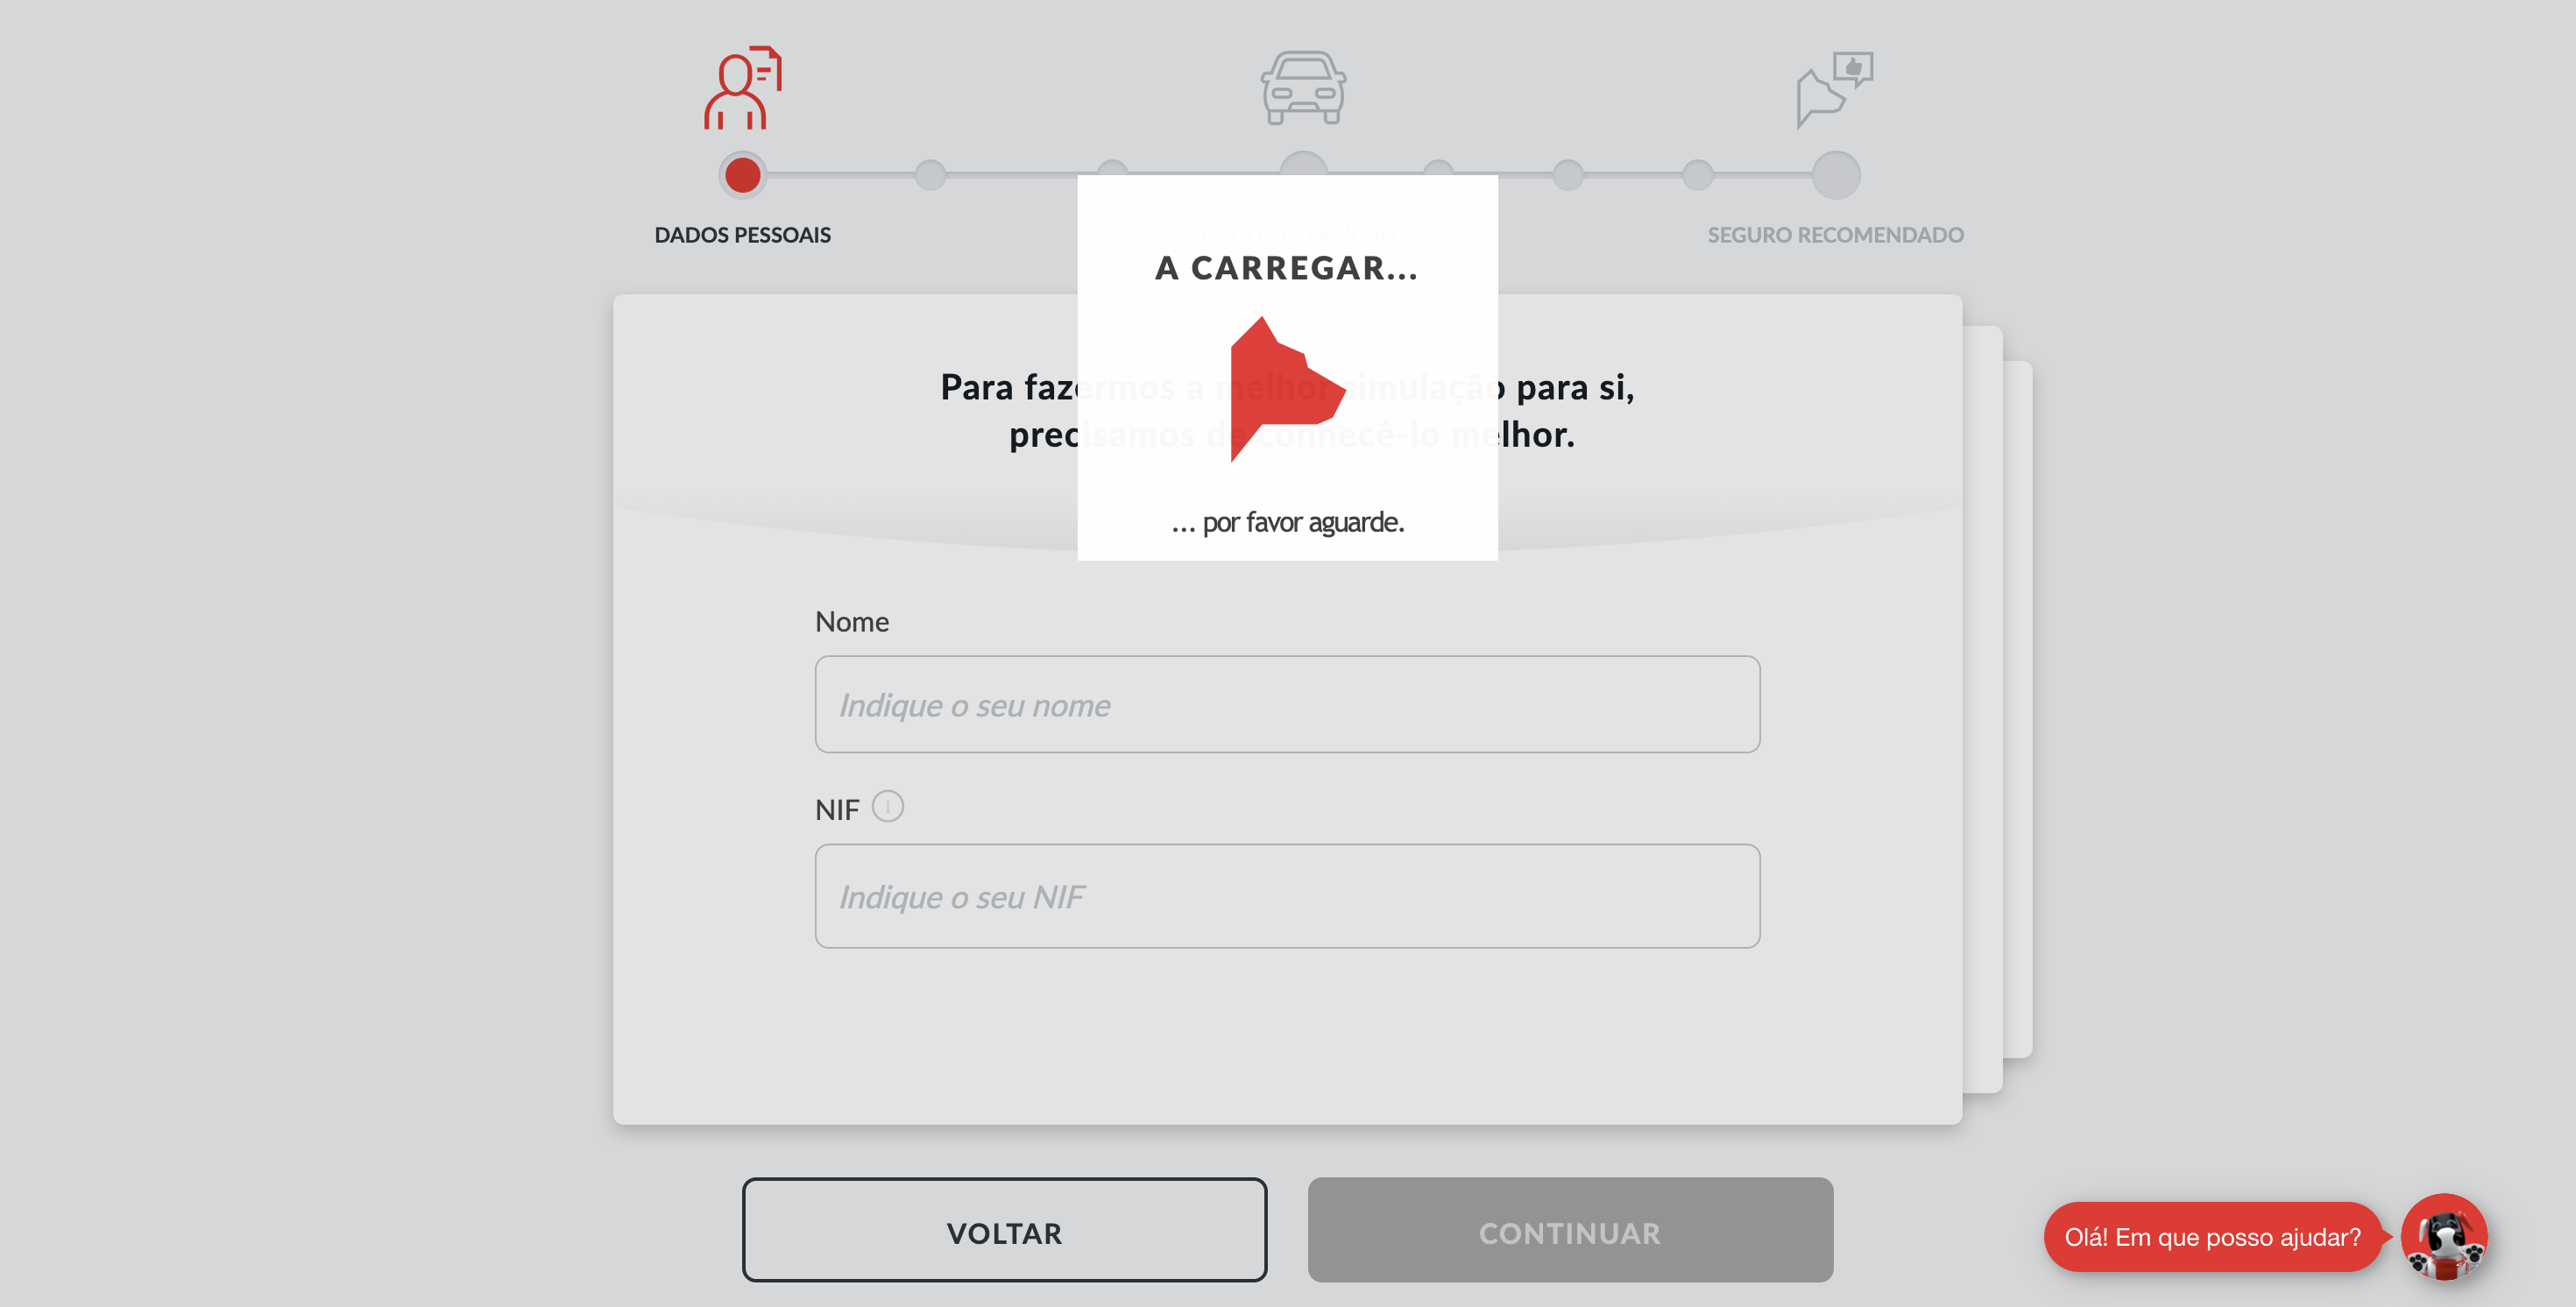 DADOS PESSOAIS
DADOS DO VEÍCULO
SEGURO RECOMENDADO
A CARREGAR...
Para fazermos a melhor simulação para si,
precisamos de conhecê-lo melhor.
... por favor aguarde.
Nome
Indique o seu nome
NIF
Indique o seu NIF
VOLTAR
CONTINUAR
Olá! Em que posso ajudar?